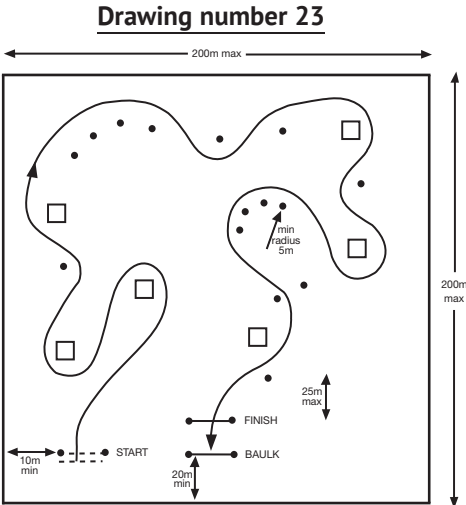 Drawing number 23
200m max
min
radius
5m
200m
max
25m
max
FINISH
START
BAULK
10m
min
20m
min